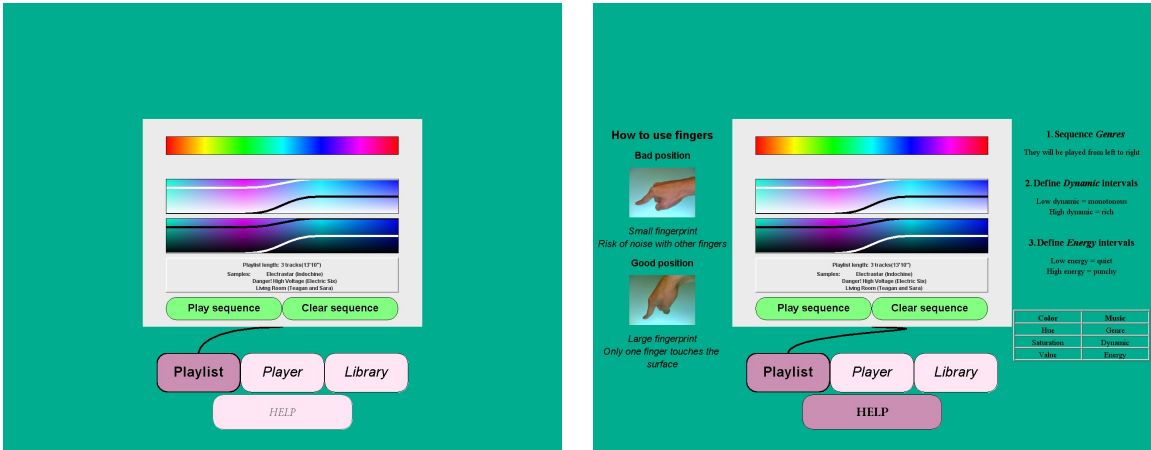 Playlist length: 3 tracks(13'10")
Samples: Electrostar (Indochine)
Danger! High Voltage (Electric Six)
Living Room (Teagan and Sara)
Play sequence
Clear sequence
Playlist
Player
Library
HELP
How to use fingers
Bad position
Small fingerprint
Risk of noise with other fingers
Good position
Large fingerprint
Only one finger touches the
surface
Playlist length: 3 tracks(13'10")
Samples: Electrostar (Indochine)
Danger! High Voltage (Electric Six)
Living Room (Teagan and Sara)
Play sequence
Clear sequence
Playlist
Player
Library
HELP
1. Sequence Genres
They will be played from left to right
2. Define Dynamic intervals
Low dynamic = monotonous
High dynamic = rich
3. Define Energy intervals
Low energy = quiet
High energy = punchy
Color Music
Hue Genre
Saturation Dynamic
Value Energy